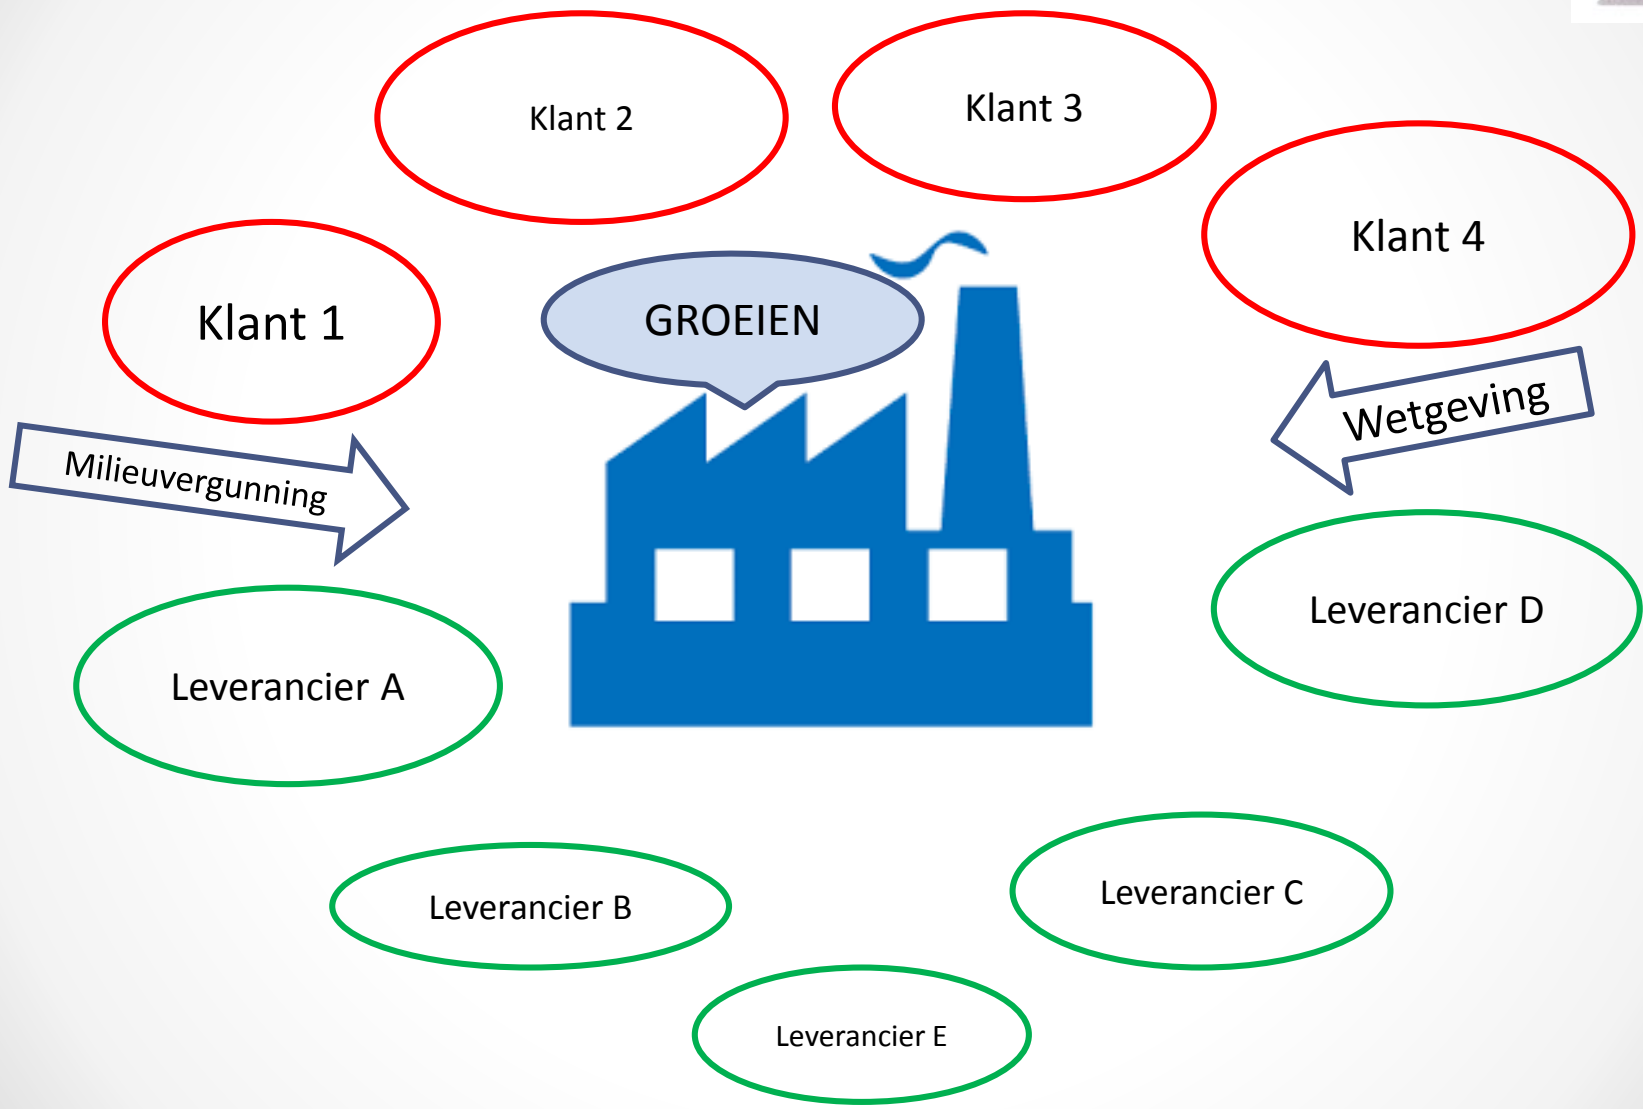 Klant 2
Klant 3
Klant 4
Klant 1
GROEIEN
Wetgeving
Milieuvergunning
Leverancier D
Leverancier A
Leverancier B
Leverancier C
Leverancier E